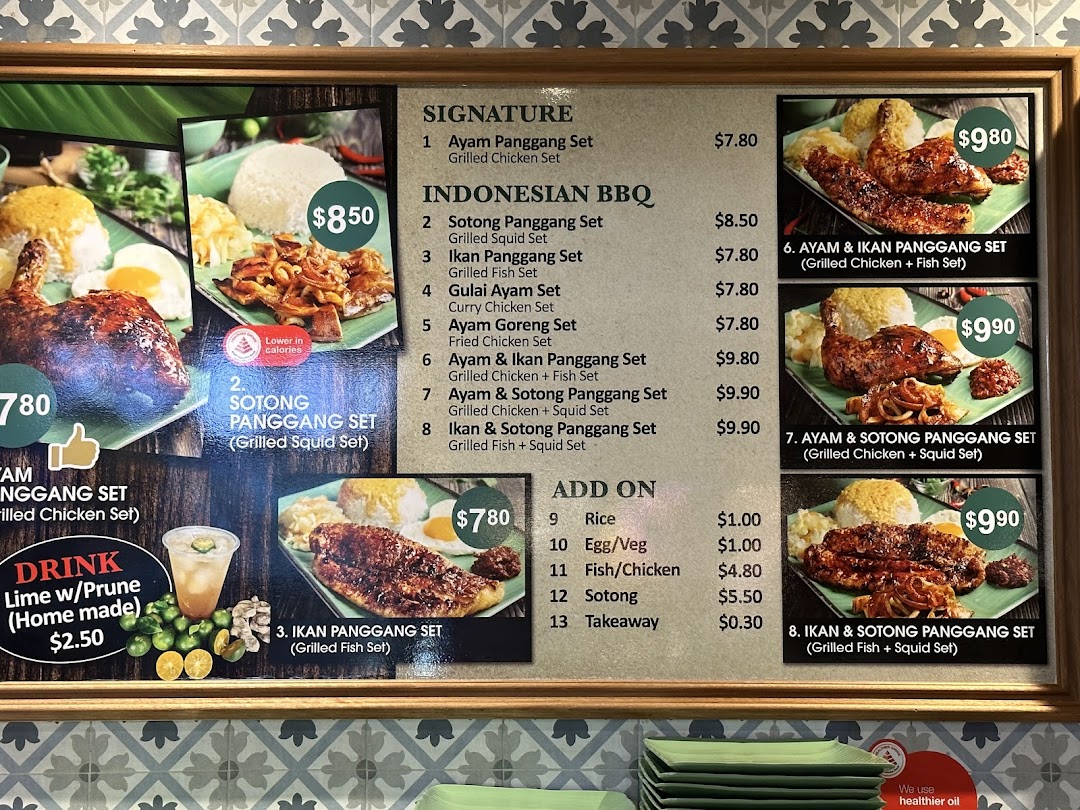 $8.50
Lower in
calories
2.
SOTONG
PANGGANG SET
(Grilled Squid Set)
780
AM
NGGANG SET
illed Chicken Set)
DRINK
Lime w/Prune
(Home made)
$2.50
$7.80
3. IKAN PANGGANG SET
(Grilled Fish Set)
SIGNATURE
1 Ayam Panggang Set $7.80
Grilled Chicken Set
INDONESIAN BBQ
2 Sotong Panggang Set $8.50
Grilled Squid Set
3 Ikan Panggang Set $7.80
Grilled Fish Set
4 Gulai Ayam Set $7.80
Curry Chicken Set
5 Ayam Goreng Set $7.80
Fried Chicken Set
6 Ayam & Ikan Panggang Set $9.80
Grilled Chicken + Fish Set
7 Ayam & Sotong Panggang Set $9.90
Grilled Chicken + Squid Set
8 Ikan & Sotong Panggang Set $9.90
Grilled Fish + Squid Set
ADD ON
9 Rice $1.00
10 Egg/Veg $1.00
11 Fish/Chicken $4.80
12 Sotong $5.50
13 Takeaway $0.30
$9.80
6. AYAM & IKAN PANGGANG SET
(Grilled Chicken + Fish Set)
$9.90
7. AYAM & SOTONG PANGGANG SET
(Grilled Chicken + Squid Set)
$9.90
8. IKAN & SOTONG PANGGANG SET
(Grilled Fish + Squid Set)
We use
healthier oil